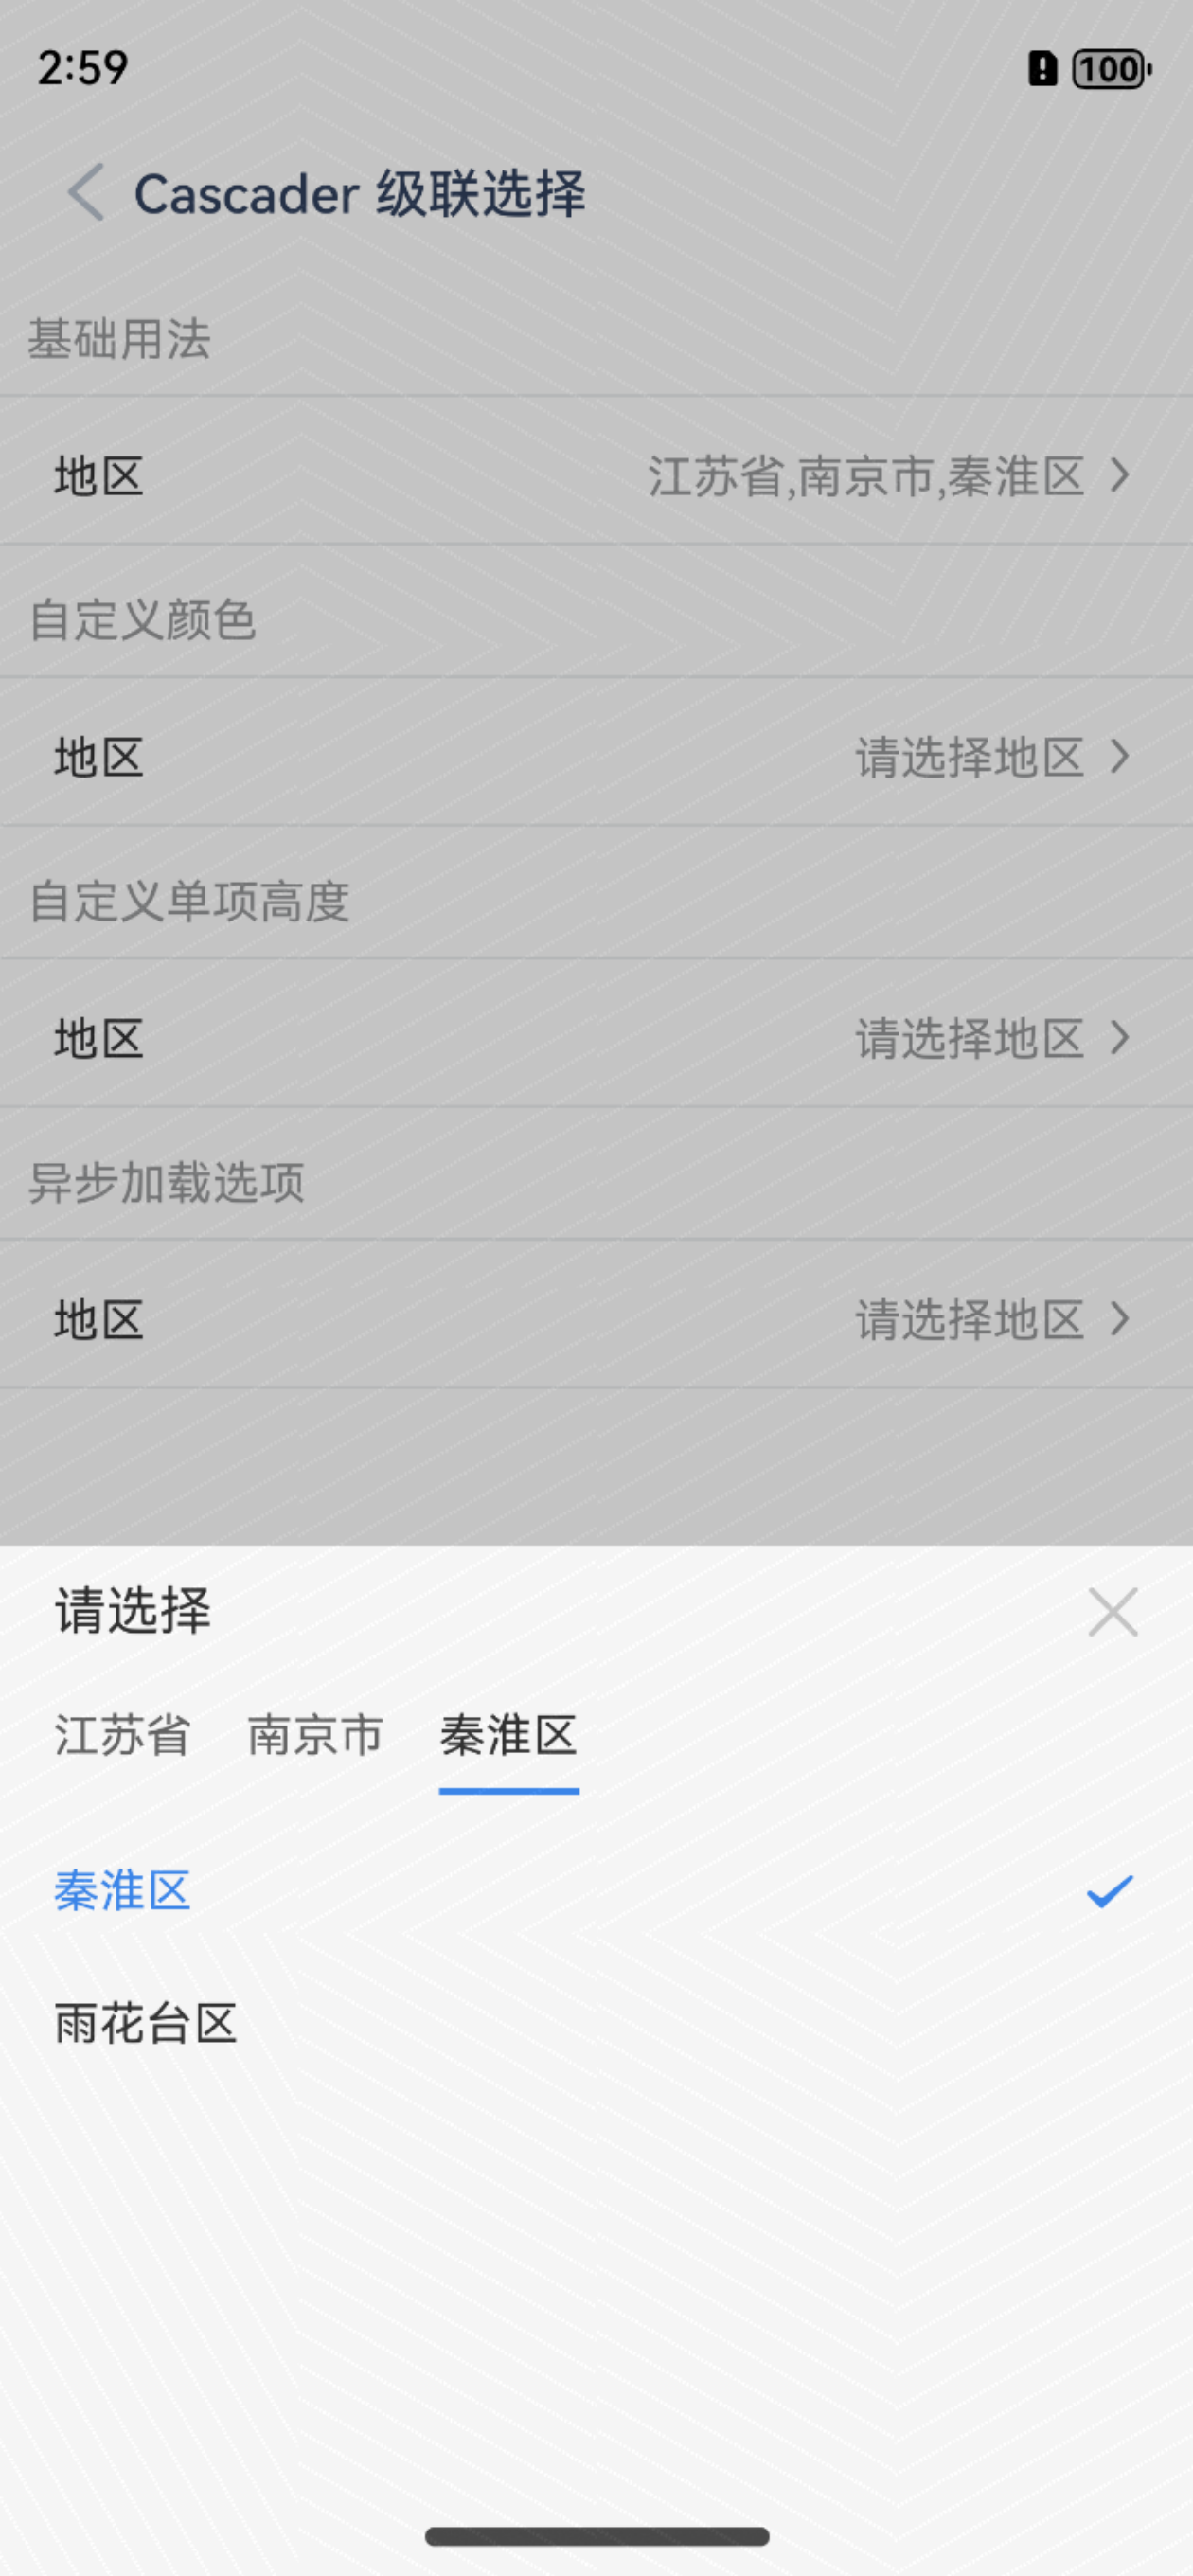 2:59
100
Cascader 级联选择
基础用法
地区 江苏省,南京市,秦淮区
自定义颜色
地区 请选择地区
自定义单项高度
地区 请选择地区
异步加载选项
地区 请选择地区
请选择
江苏省 南京市 秦淮区
秦淮区
雨花台区